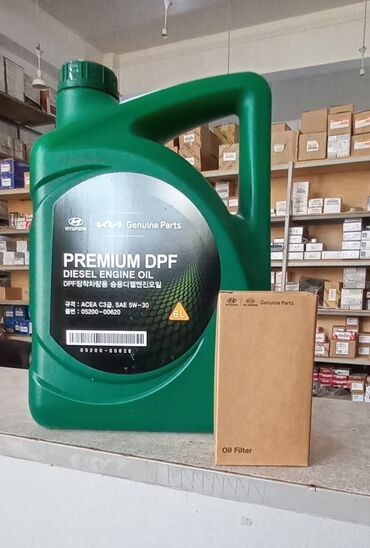 HYUNDAI KIA Genuine Parts
PREMIUM DPF
DIESEL ENGINE OIL
DPF장착차량용 승용디젤엔진오일
규격 : ACEA C3급, SAE 5W-30
품번 : 05200-00620
6L
05200-00620
HYUNDAI Genuine Parts
Oil Filter